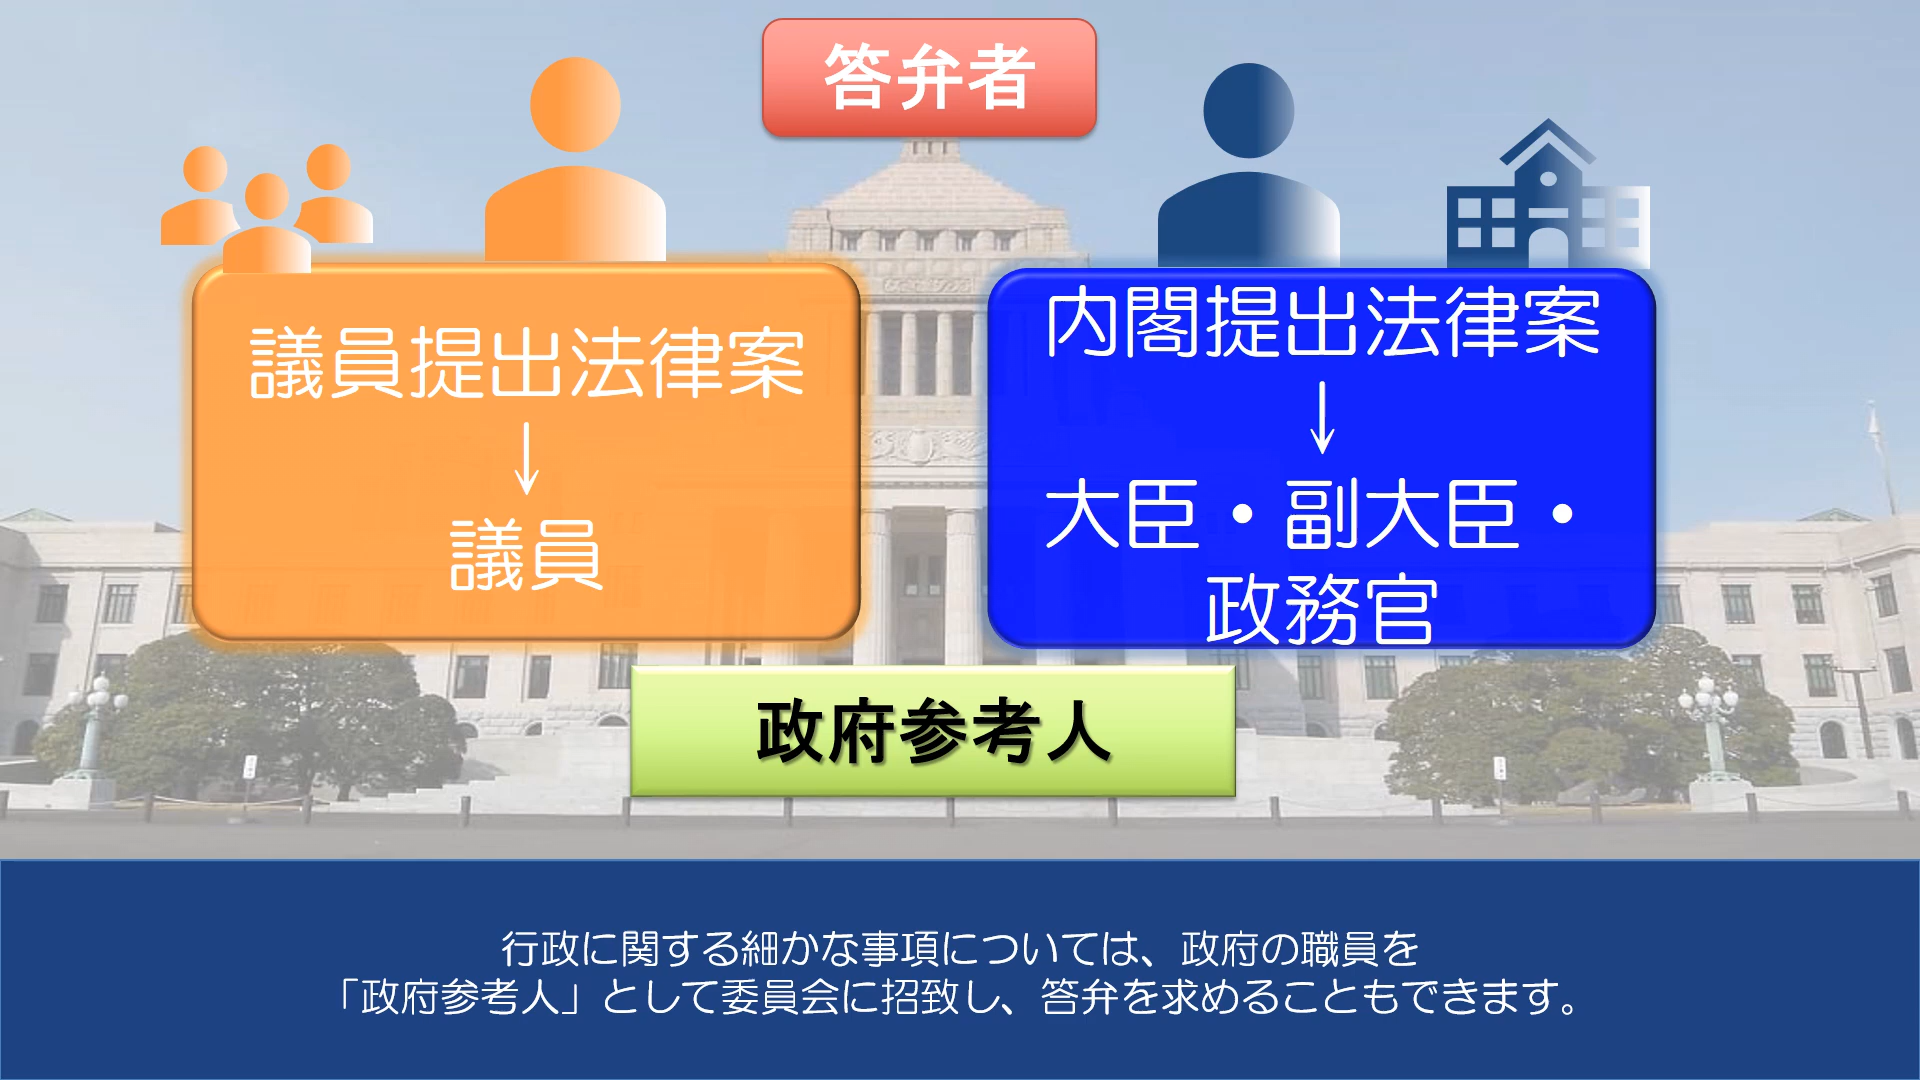 答弁者
議員提出法律案
↓
議員
内閣提出法律案
↓
大臣・副大臣・
政務官
政府参考人
行政に関する細かな事項については、政府の職員を
「政府参考人」として委員会に招致し、答弁を求めることもできます。